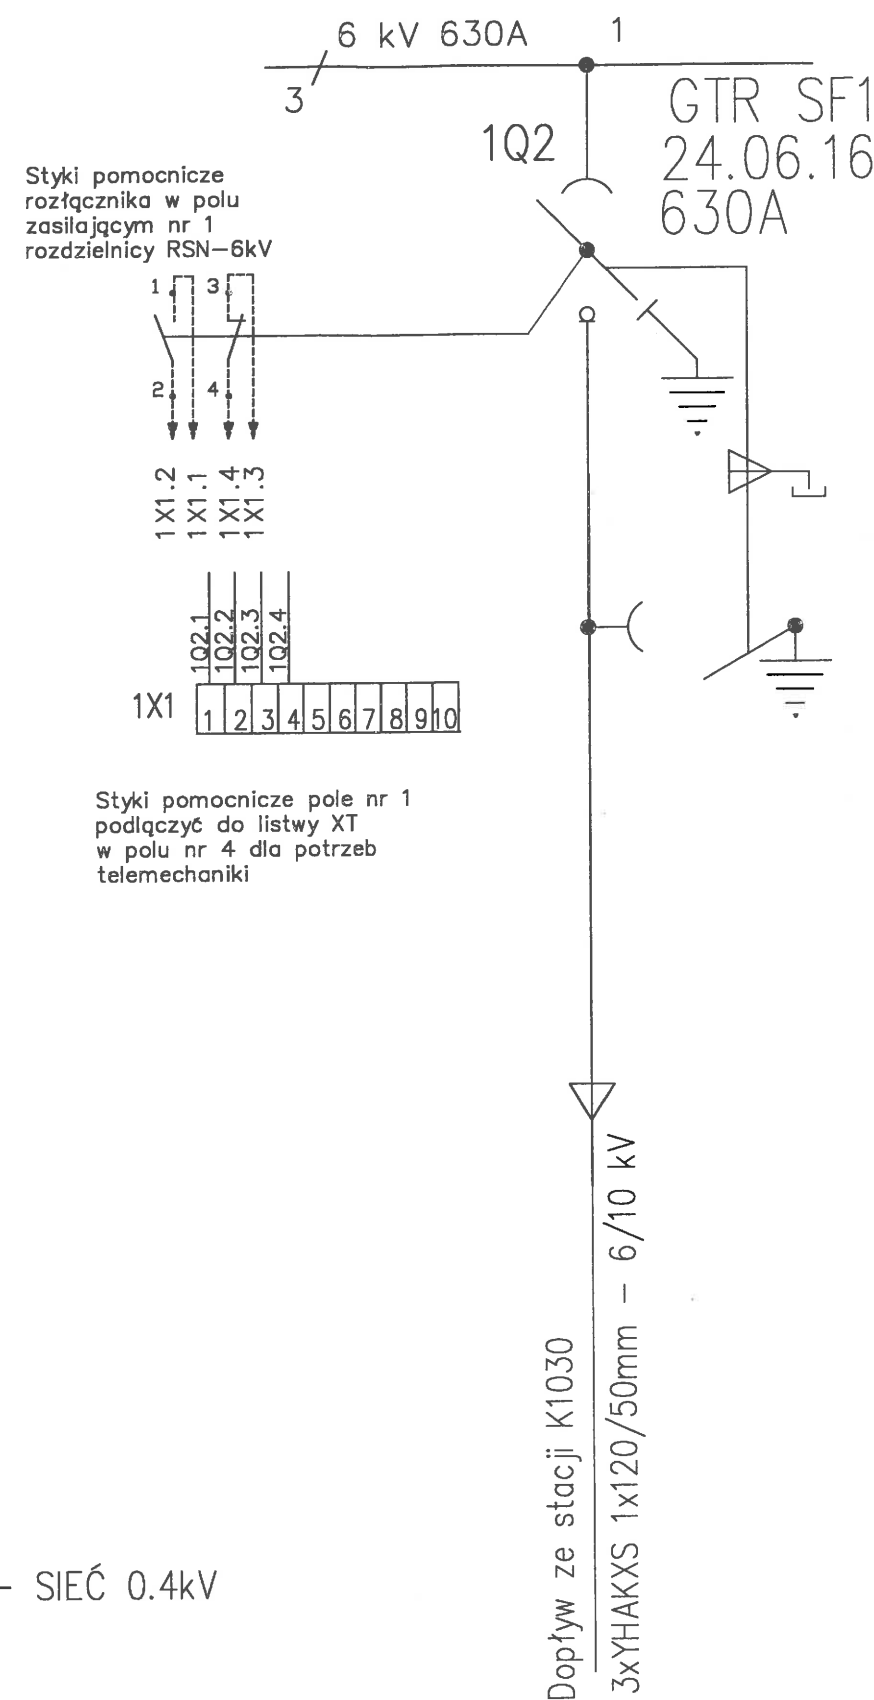 6 kV 630A
1
3
GTR SF1
24.06.16
630A
1Q2
Styki pomocnicze
rozłącznika w polu
zasilającym nr 1
rozdzielnicy RSN-6kV
1
3
2
4
1X1.2
1X1.1
1X1.4
1X1.3
1Q2.1
1Q2.2
1Q2.3
1Q2.4
1X1
1 2 3 4 5 6 7 8 9 10
Styki pomocnicze pole nr 1
podlączyć do listwy XT
w polu nr 4 dla potrzeb
telemechaniki
Dopływ ze stacji K1030
3xYHAKXS 1x120/50mm - 6/10 kV
- SIEĆ 0.4kV